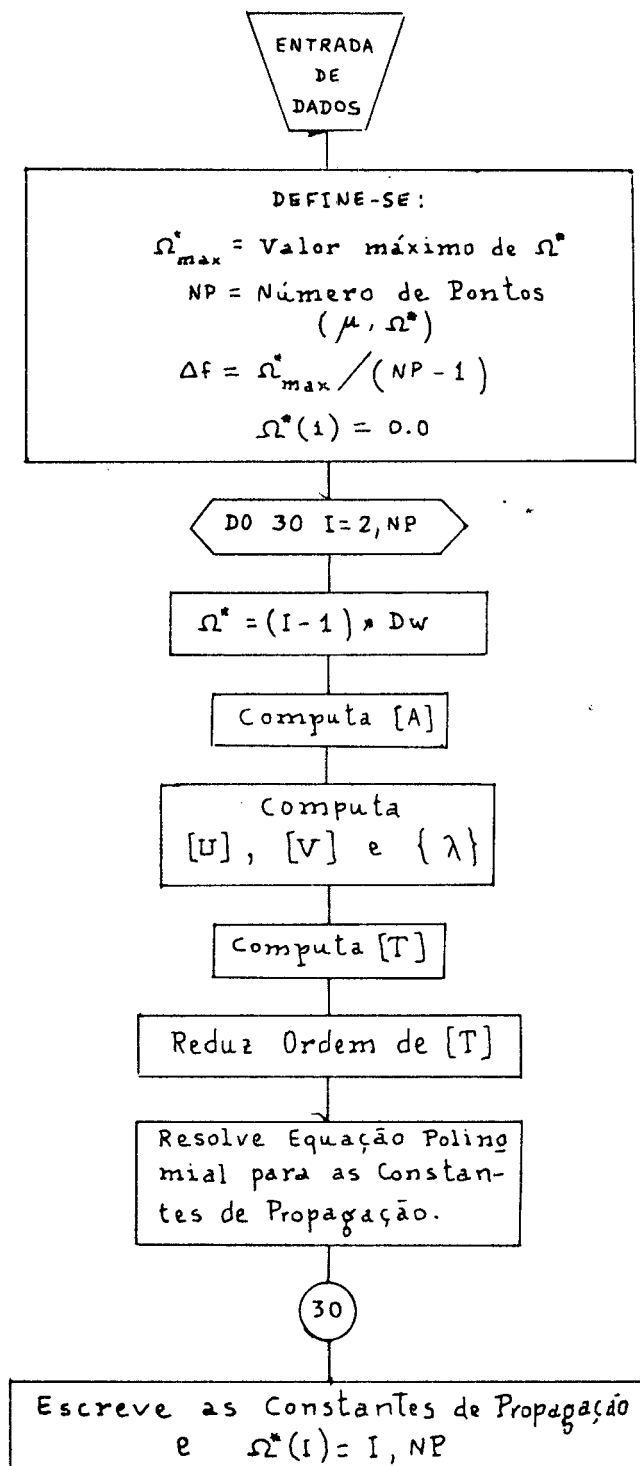 ENTRADA
DE
DADOS
DEFINE-SE:
Ω*max = Valor máximo de Ω*
NP = Número de Pontos
(μ, Ω*)
Δf = Ω*max / (NP - 1)
Ω*(1) = 0.0
DO 30 I=2, NP
Ω* = (I-1) * Dw
Computa [A]
Computa
[U], [V] e {λ}
Computa [T]
Reduz Ordem de [T]
Resolve Equação Polino
mial para as Constan-
tes de Propagação.
30
Escreve as Constantes de Propagação
e Ω*(I) = I, NP